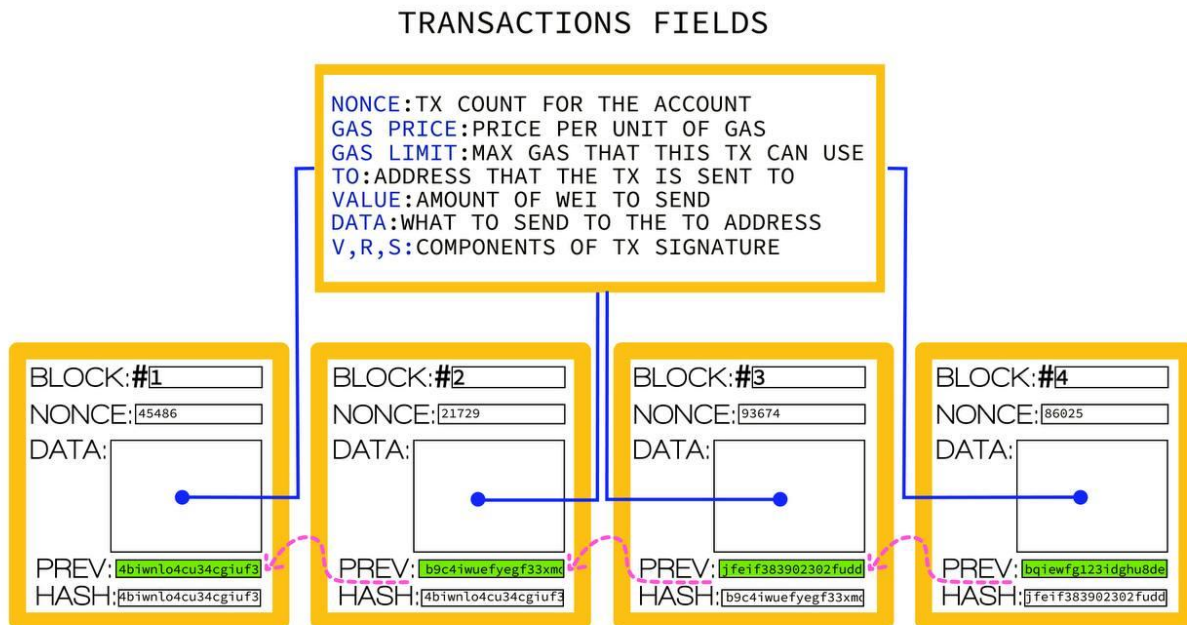 TRANSACTIONS FIELDS
NONCE:TX COUNT FOR THE ACCOUNT
GAS PRICE:PRICE PER UNIT OF GAS
GAS LIMIT:MAX GAS THAT THIS TX CAN USE
TO:ADDRESS THAT THE TX IS SENT TO
VALUE:AMOUNT OF WEI TO SEND
DATA:WHAT TO SEND TO THE TO ADDRESS
V,R,S:COMPONENTS OF TX SIGNATURE
BLOCK:#1
NONCE:45486
DATA:
PREV:4biwnlo4cu34cgiuf3
HASH:4biwnlo4cu34cgiuf3
BLOCK:#2
NONCE:21729
DATA:
PREV:b9c4iwuefyegf33xmq
HASH:4biwnlo4cu34cgiuf3
BLOCK:#3
NONCE:93674
DATA:
PREV:jfeif383902302fudd
HASH:b9c4iwuefyegf33xmq
BLOCK:#4
NONCE:86025
DATA:
PREV:bqiewfg123idghu8de
HASH:jfeif383902302fudd